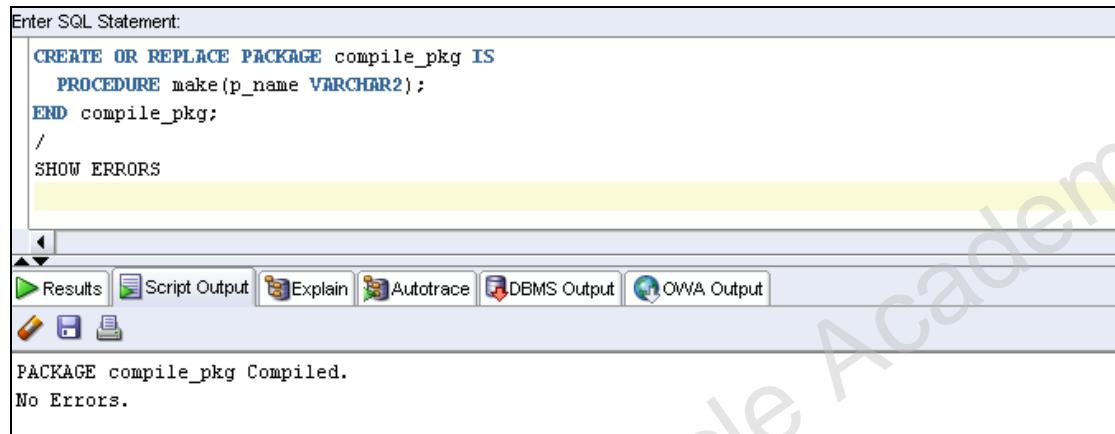 Enter SQL Statement:
CREATE OR REPLACE PACKAGE compile_pkg IS
PROCEDURE make(p_name VARCHAR2);
END compile_pkg;
/
SHOW ERRORS
Results Script Output Explain Autotrace DBMS Output OWA Output
PACKAGE compile_pkg Compiled.
No Errors.